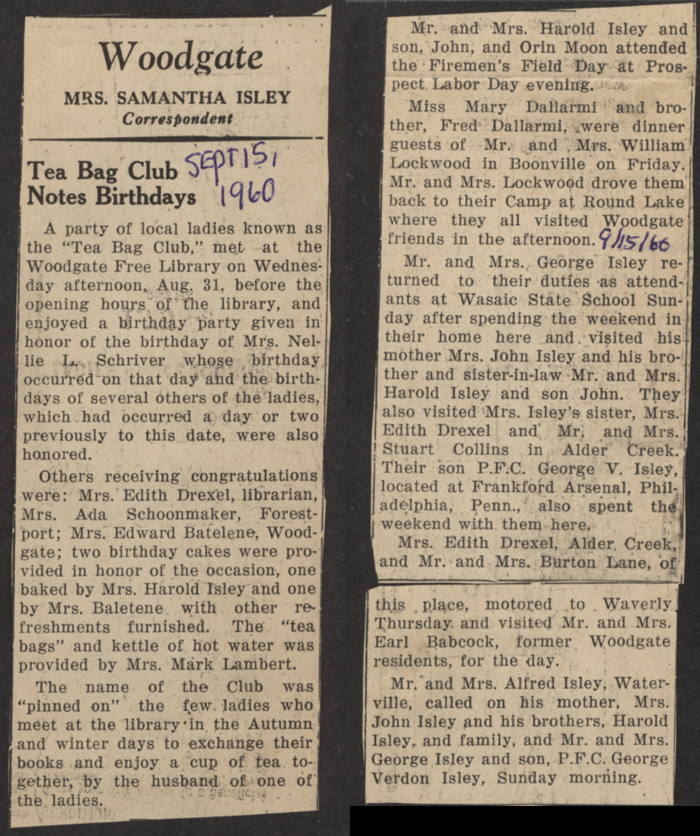 Woodgate
MRS. SAMANTHA ISLEY
Correspondent
Tea Bag Club
Notes Birthdays
SEPT 15,
1960
A party of local ladies known as
the "Tea Bag Club," met at the
Woodgate Free Library on Wednes-
day afternoon, Aug. 31, before the
opening hours of the library, and
enjoyed a birthday party given in
honor of the birthday of Mrs. Nel-
lie L. Schriver whose birthday
occurred on that day and the birth-
days of several others of the ladies,
which had occurred a day or two
previously to this date, were also
honored.
Others receiving congratulations
were: Mrs. Edith Drexel, librarian,
Mrs. Ada Schoonmaker, Forest-
port; Mrs. Edward Batelene, Wood-
gate; two birthday cakes were pro-
vided in honor of the occasion, one
baked by Mrs. Harold Isley and one
by Mrs. Baletene with other re-
freshments furnished. The "tea
bags" and kettle of hot water was
provided by Mrs. Mark Lambert.
The name of the Club was
"pinned on" the few ladies who
meet at the library in the Autumn
and winter days to exchange their
books and enjoy a cup of tea to-
gether, by the husband of one of
the ladies.
Mr. and Mrs. Harold Isley and
son, John, and Orin Moon attended
the Firemen's Field Day at Pros-
pect Labor Day evening.
Miss Mary Dallarmi and bro-
ther, Fred Dallarmi, were dinner
guests of Mr. and Mrs. William
Lockwood in Boonville on Friday.
Mr. and Mrs. Lockwood drove them
back to their Camp at Round Lake
where they all visited Woodgate
friends in the afternoon. 9/15/60
Mr. and Mrs. George Isley re-
turned to their duties as attend-
ants at Wasaic State School Sun-
day after spending the weekend in
their home here and visited his
mother Mrs. John Isley and his bro-
ther and sister-in-law Mr. and Mrs.
Harold Isley and son John. They
also visited Mrs. Isley's sister, Mrs.
Edith Drexel and Mr. and Mrs.
Stuart Collins in Alder Creek.
Their son P.F.C. George V. Isley,
located at Frankford Arsenal, Phil-
adelphia, Penn., also spent the
weekend with them here.
Mrs. Edith Drexel, Alder Creek,
and Mr. and Mrs. Burton Lane, of
this place, motored to Waverly
Thursday and visited Mr. and Mrs.
Earl Babcock, former Woodgate
residents, for the day.
Mr. and Mrs. Alfred Isley, Water-
ville, called on his mother, Mrs.
John Isley and his brothers, Harold
Isley, and family, and Mr. and Mrs.
George Isley and son, P.F.C. George
Verdon Isley, Sunday morning.